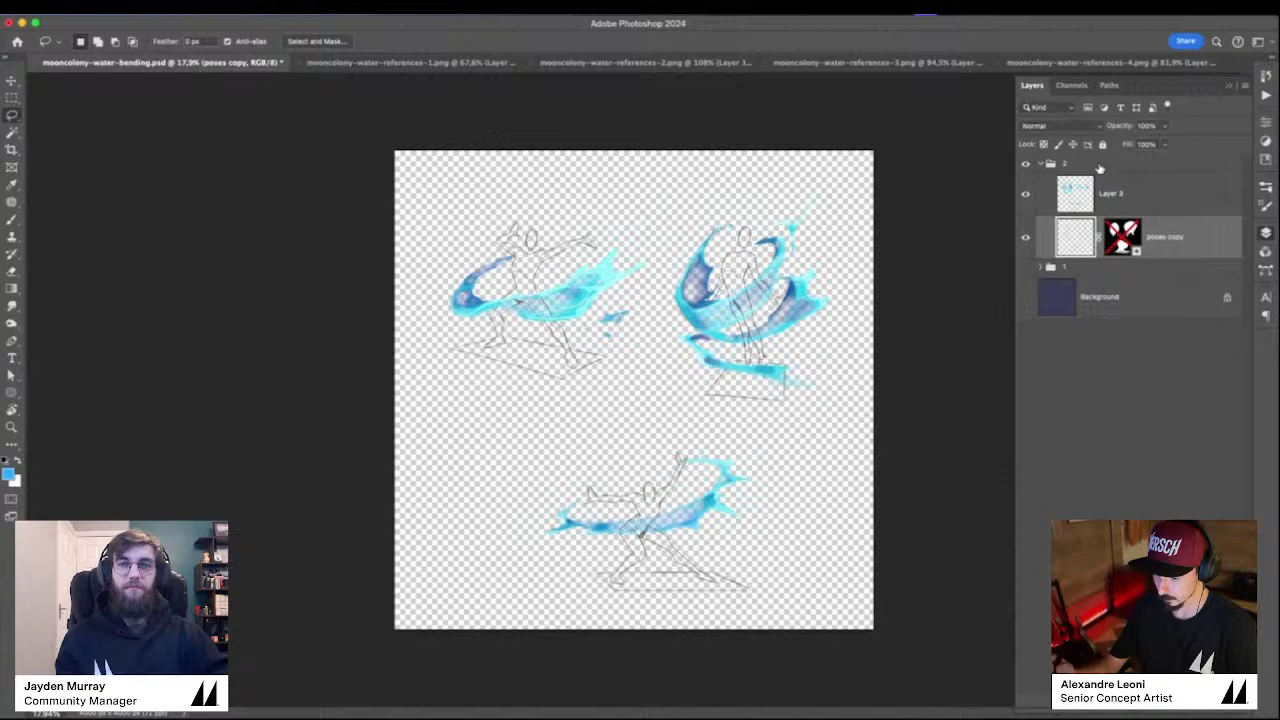 Adobe Photoshop 2024
Feather: 0 px Anti-alias Select and Mask... Share
mooncolony-water-bending.psd @ 17,9% (poses copy, RGB/8) * mooncolony-water-references-1.png @ 67,6% (Layer ... mooncolony-water-references-2.png @ 108% (Layer 1... mooncolony-water-references-3.png @ 94,5% (Layer ... mooncolony-water-references-4.png @ 81,9% (Layer ...
Layers Channels Paths
Kind
Normal Opacity: 100%
Lock: Fill: 100%
2
Layer 3
poses copy
1
Background
HERSCH
Jayden Murray
Community Manager
Alexandre Leoni
Senior Concept Artist
17.94%